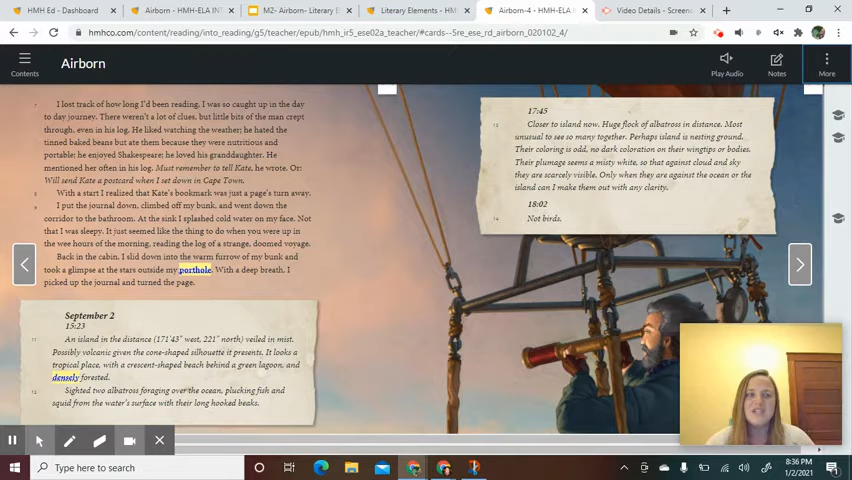 HMH Ed - Dashboard
Airborn - HMH-ELA INT
MZ- Airborn- Literary E
Literary Elements - HMH
Airborn-4 - HMH-ELA IN
Video Details - Screenc
hmhco.com/content/reading/into_reading/g5/teacher/epub/hmh_ir5_ese02a_teacher/#cards--5re_ese_rd_airborn_020102_4/
Contents
Airborn
Play Audio
Notes
More
7 I lost track of how long I'd been reading, I was so caught up in the day
to day journey. There weren't a lot of clues, but little bits of the man crept
through, even in his log. He liked watching the weather; he hated the
tinned baked beans but ate them because they were nutritious and
portable; he enjoyed Shakespeare; he loved his granddaughter. He
mentioned her often in his log. Must remember to tell Kate, he wrote. Or:
Will send Kate a postcard when I set down in Cape Town.
8 With a start I realized that Kate's bookmark was just a page's turn away.
9 I put the journal down, climbed off my bunk, and went down the
corridor to the bathroom. At the sink I splashed cold water on my face. Not
that I was sleepy. It just seemed like the thing to do when you were up in
the wee hours of the morning, reading the log of a strange, doomed voyage.
Back in the cabin, I slid down into the warm furrow of my bunk and
took a glimpse at the stars outside my porthole. With a deep breath, I
picked up the journal and turned the page.
September 2
15:23
11 An island in the distance (171'43" west, 221" north) veiled in mist.
Possibly volcanic given the cone-shaped silhouette it presents. It looks a
tropical place, with a crescent-shaped beach behind a green lagoon, and
densely forested.
12 Sighted two albatross foraging over the ocean, plucking fish and
squid from the water's surface with their long hooked beaks.
17:45
13 Closer to island now. Huge flock of albatross in distance. Most
unusual to see so many together. Perhaps island is nesting ground.
Their coloring is odd, no dark coloration on their wingtips or bodies.
Their plumage seems a misty white, so that against cloud and sky
they are scarcely visible. Only when they are against the ocean or the
island can I make them out with any clarity.
18:02
14 Not birds.
Type here to search
8:36 PM
1/2/2021